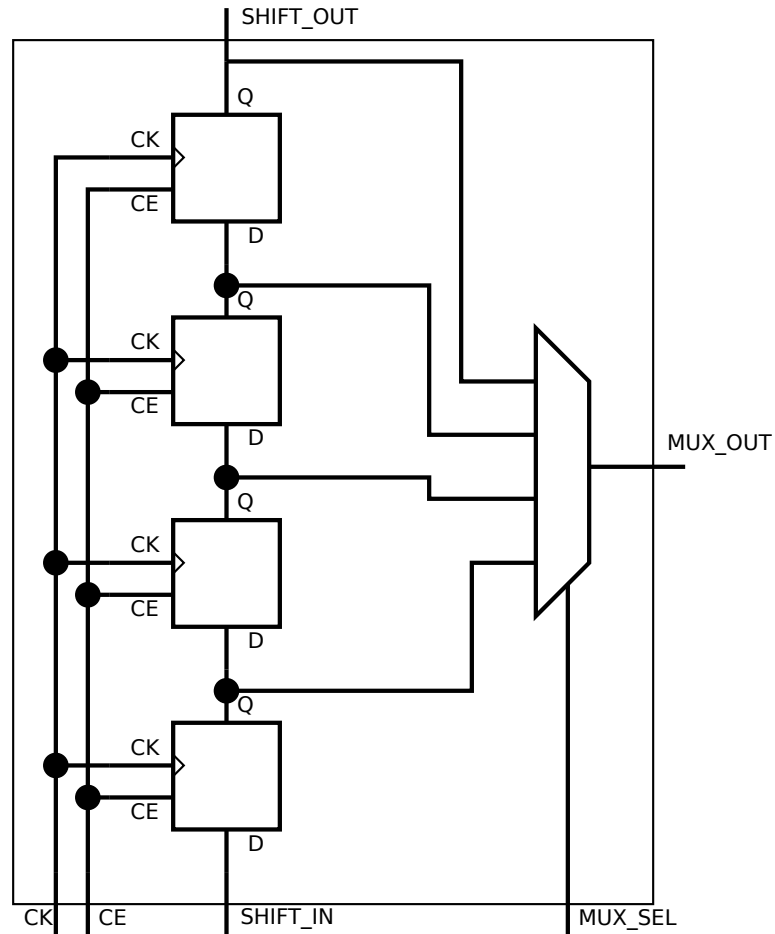 SHIFT_OUT
Q
CK
CE
D
Q
CK
CE
D
MUX_OUT
Q
CK
CE
D
Q
CK
CE
D
CK
CE
SHIFT_IN
MUX_SEL